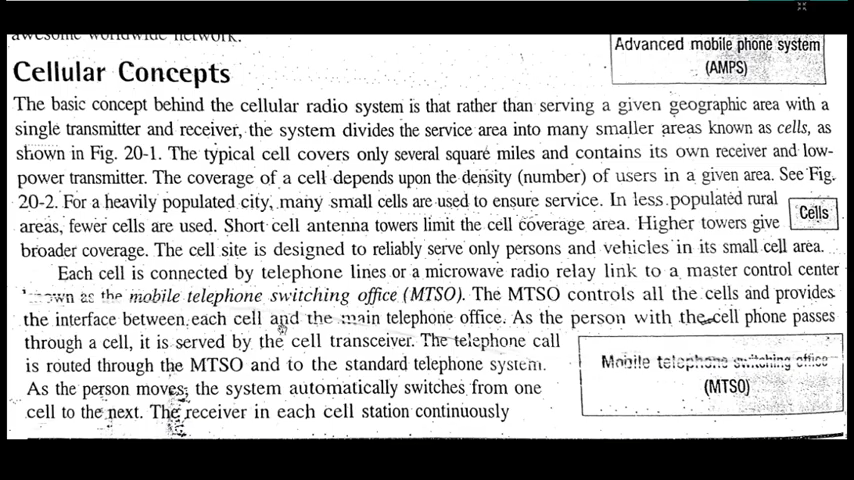 awesome worldwide network.
Advanced mobile phone system
(AMPS)
Cellular Concepts
The basic concept behind the cellular radio system is that rather than serving a given geographic area with a
single transmitter and receiver, the system divides the service area into many smaller areas known as cells, as
shown in Fig. 20-1. The typical cell covers only several square miles and contains its own receiver and low-
power transmitter. The coverage of a cell depends upon the density (number) of users in a given area. See Fig.
20-2. For a heavily populated city, many small cells are used to ensure service. In less populated rural
areas, fewer cells are used. Short cell antenna towers limit the cell coverage area. Higher towers give
Cells
broader coverage. The cell site is designed to reliably serve only persons and vehicles in its small cell area.
Each cell is connected by telephone lines or a microwave radio relay link to a master control center
known as the mobile telephone switching office (MTSO). The MTSO controls all the cells and provides
the interface between each cell and the main telephone office. As the person with the cell phone passes
through a cell, it is served by the cell transceiver. The telephone call
is routed through the MTSO and to the standard telephone system.
As the person moves, the system automatically switches from one
cell to the next. The receiver in each cell station continuously
Mobile telephone switching office
(MTSO)